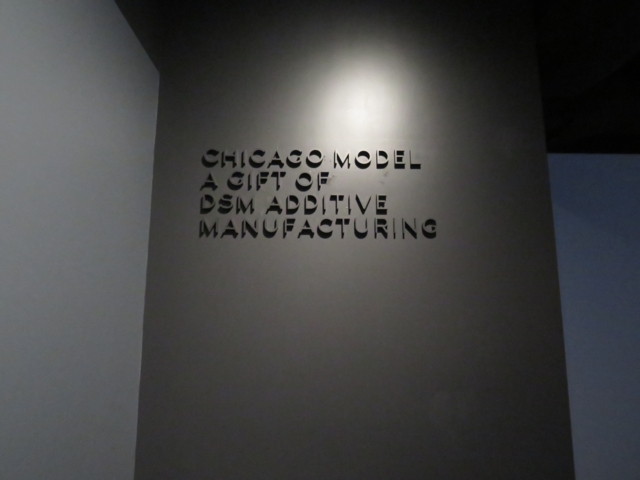 CHICAGO MODEL
A GIFT OF
DSM ADDITIVE
MANUFACTURING